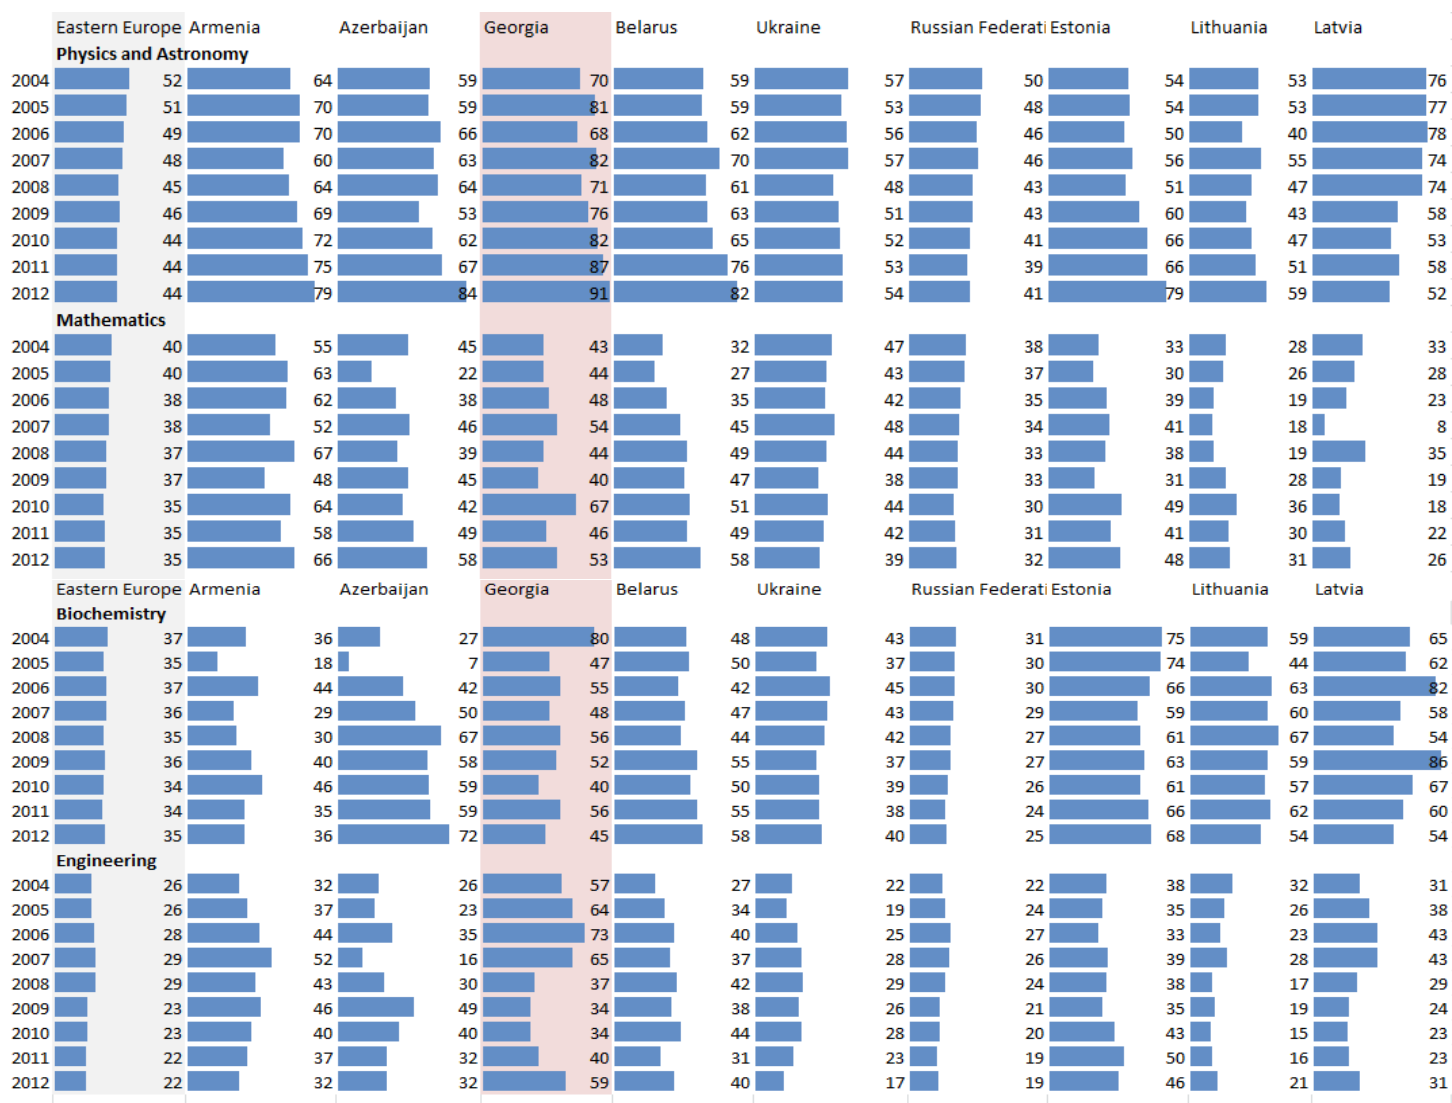 Eastern Europe Armenia Azerbaijan Georgia Belarus Ukraine Russian Federati Estonia Lithuania Latvia
Physics and Astronomy
2004 52 64 59 70 59 57 50 54 53 76
2005 51 70 59 81 59 53 48 54 53 77
2006 49 70 66 68 62 56 46 50 40 78
2007 48 60 63 82 70 57 46 56 55 74
2008 45 64 64 71 61 48 43 51 47 74
2009 46 69 53 76 63 51 43 60 43 58
2010 44 72 62 82 65 52 41 66 47 53
2011 44 75 67 87 76 53 39 66 51 58
2012 44 79 84 91 82 54 41 79 59 52
Mathematics
2004 40 55 45 43 32 47 38 33 28 33
2005 40 63 22 44 27 43 37 30 26 28
2006 38 62 38 48 35 42 35 39 19 23
2007 38 52 46 54 45 48 34 41 18 8
2008 37 67 39 44 49 44 33 38 19 35
2009 37 48 45 40 47 38 33 31 28 19
2010 35 64 42 67 51 44 30 49 36 18
2011 35 58 49 46 49 42 31 41 30 22
2012 35 66 58 53 58 39 32 48 31 26
Eastern Europe Armenia Azerbaijan Georgia Belarus Ukraine Russian Federati Estonia Lithuania Latvia
Biochemistry
2004 37 36 27 80 48 43 31 75 59 65
2005 35 18 7 47 50 37 30 74 44 62
2006 37 44 42 55 42 45 30 66 63 82
2007 36 29 50 48 47 43 29 59 60 58
2008 35 30 67 56 44 42 27 61 67 54
2009 36 40 58 52 55 37 27 63 59 86
2010 34 46 59 40 50 39 26 61 57 67
2011 34 35 59 56 55 38 24 66 62 60
2012 35 36 72 45 58 40 25 68 54 54
Engineering
2004 26 32 26 57 27 22 22 38 32 31
2005 26 37 23 64 34 19 24 35 26 38
2006 28 44 35 73 40 25 27 33 23 43
2007 29 52 16 65 37 28 26 39 28 43
2008 29 43 30 37 42 29 24 38 17 29
2009 23 46 49 34 38 26 21 35 19 24
2010 23 40 40 34 44 28 20 43 15 23
2011 22 37 32 40 31 23 19 50 16 23
2012 22 32 32 59 40 17 19 46 21 31